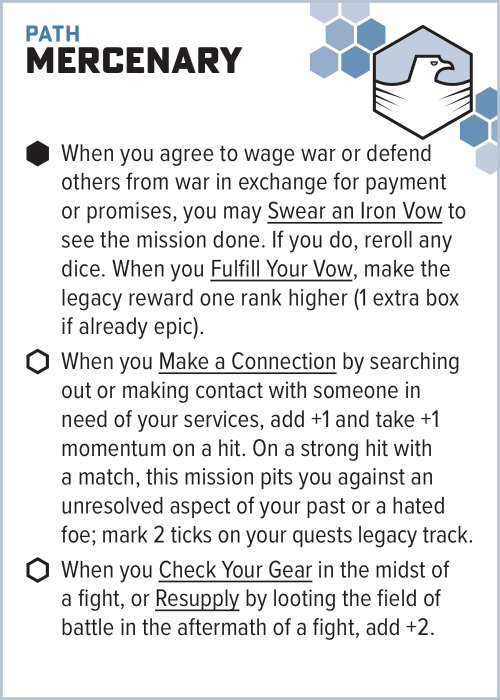 PATH
MERCENARY
When you agree to wage war or defend
others from war in exchange for payment
or promises, you may Swear an Iron Vow to
see the mission done. If you do, reroll any
dice. When you Fulfill Your Vow, make the
legacy reward one rank higher (1 extra box
if already epic).
When you Make a Connection by searching
out or making contact with someone in
need of your services, add +1 and take +1
momentum on a hit. On a strong hit with
a match, this mission pits you against an
unresolved aspect of your past or a hated
foe; mark 2 ticks on your quests legacy track.
When you Check Your Gear in the midst of
a fight, or Resupply by looting the field of
battle in the aftermath of a fight, add +2.